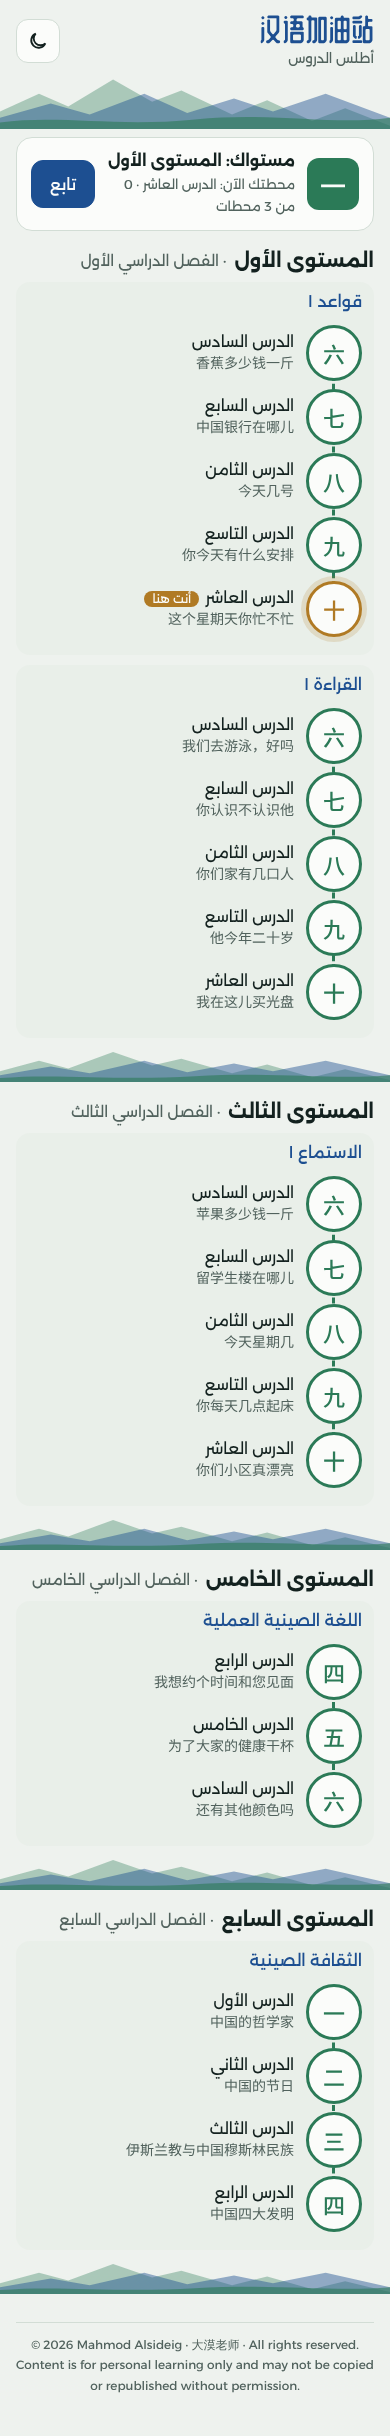 汉语加油站
أطلس الدروس
一
مستواك: المستوى الأول
محطتك الآن: الدرس العاشر · 0
من 3 محطات
تابع
المستوى الأول · الفصل الدراسي الأول
قواعد I
六
الدرس السادس
香蕉多少钱一斤
七
الدرس السابع
中国银行在哪儿
八
الدرس الثامن
今天几号
九
الدرس التاسع
你今天有什么安排
十
الدرس العاشر أنت هنا
这个星期天你忙不忙
القراءة I
六
الدرس السادس
我们去游泳，好吗
七
الدرس السابع
你认识不认识他
八
الدرس الثامن
你们家有几口人
九
الدرس التاسع
他今年二十岁
十
الدرس العاشر
我在这儿买光盘
المستوى الثالث · الفصل الدراسي الثالث
الاستماع I
六
الدرس السادس
苹果多少钱一斤
七
الدرس السابع
留学生楼在哪儿
八
الدرس الثامن
今天星期几
九
الدرس التاسع
你每天几点起床
十
الدرس العاشر
你们小区真漂亮
المستوى الخامس · الفصل الدراسي الخامس
اللغة الصينية العملية
四
الدرس الرابع
我想约个时间和您见面
五
الدرس الخامس
为了大家的健康干杯
六
الدرس السادس
还有其他颜色吗
المستوى السابع · الفصل الدراسي السابع
الثقافة الصينية
一
الدرس الأول
中国的哲学家
二
الدرس الثاني
中国的节日
三
الدرس الثالث
伊斯兰教与中国穆斯林民族
四
الدرس الرابع
中国四大发明
© 2026 Mahmod Alsideig · 大漠老师 · All rights reserved.
Content is for personal learning only and may not be copied
or republished without permission.